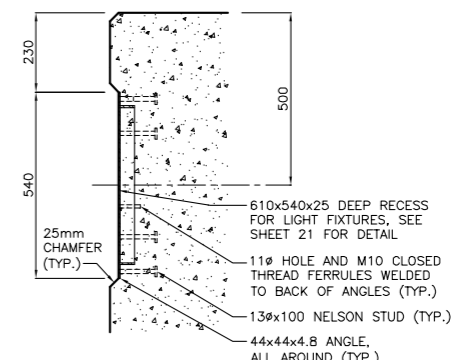 230
500
540
25mm
CHAMFER
(TYP.)
610x540x25 DEEP RECESS
FOR LIGHT FIXTURES, SEE
SHEET 21 FOR DETAIL
11ø HOLE AND M10 CLOSED
THREAD FERRULES WELDED
TO BACK OF ANGLES (TYP.)
13øx100 NELSON STUD (TYP.)
44x44x4.8 ANGLE,
ALL AROUND (TYP.)